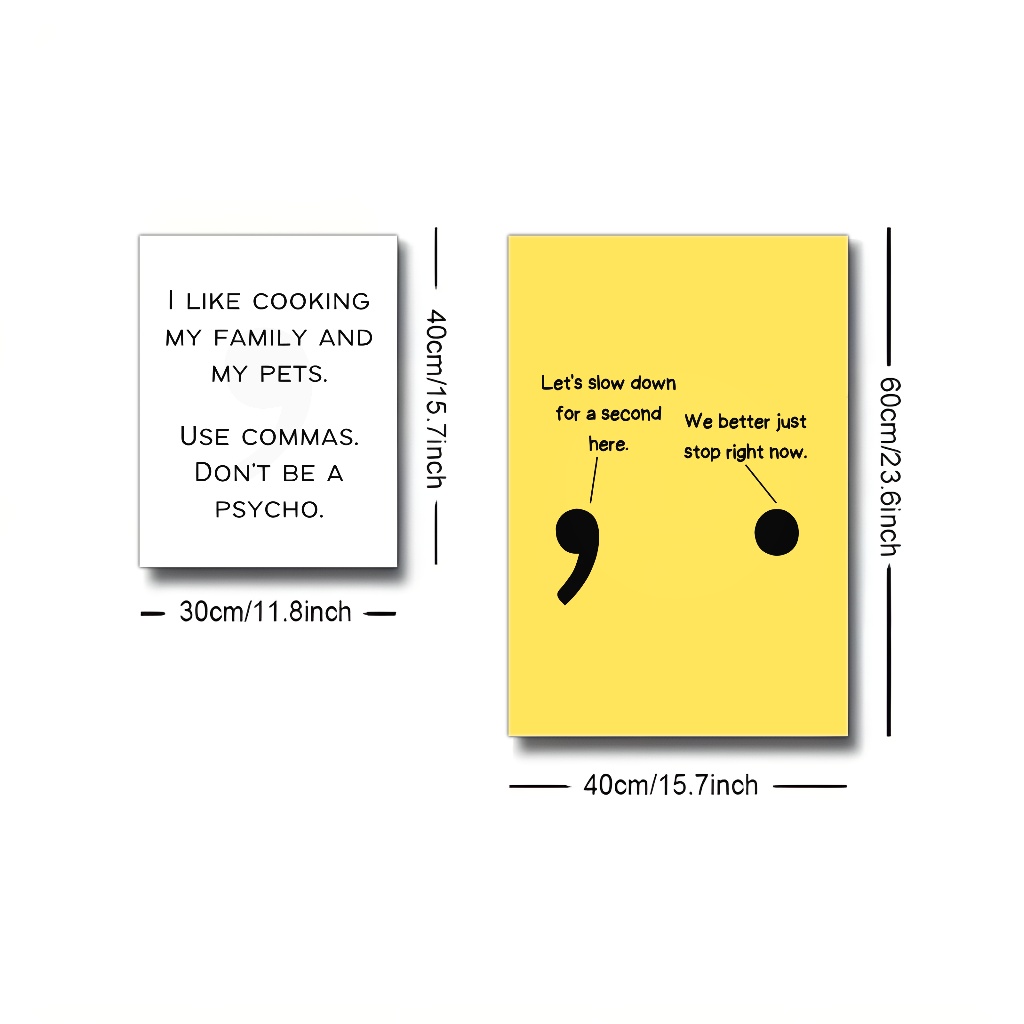 I LIKE COOKING
MY FAMILY AND
MY PETS.
USE COMMAS.
DON'T BE A
PSYCHO.
40cm/15.7inch
30cm/11.8inch
Let's slow down
for a second
here.
We better just
stop right now.
60cm/23.6inch
40cm/15.7inch